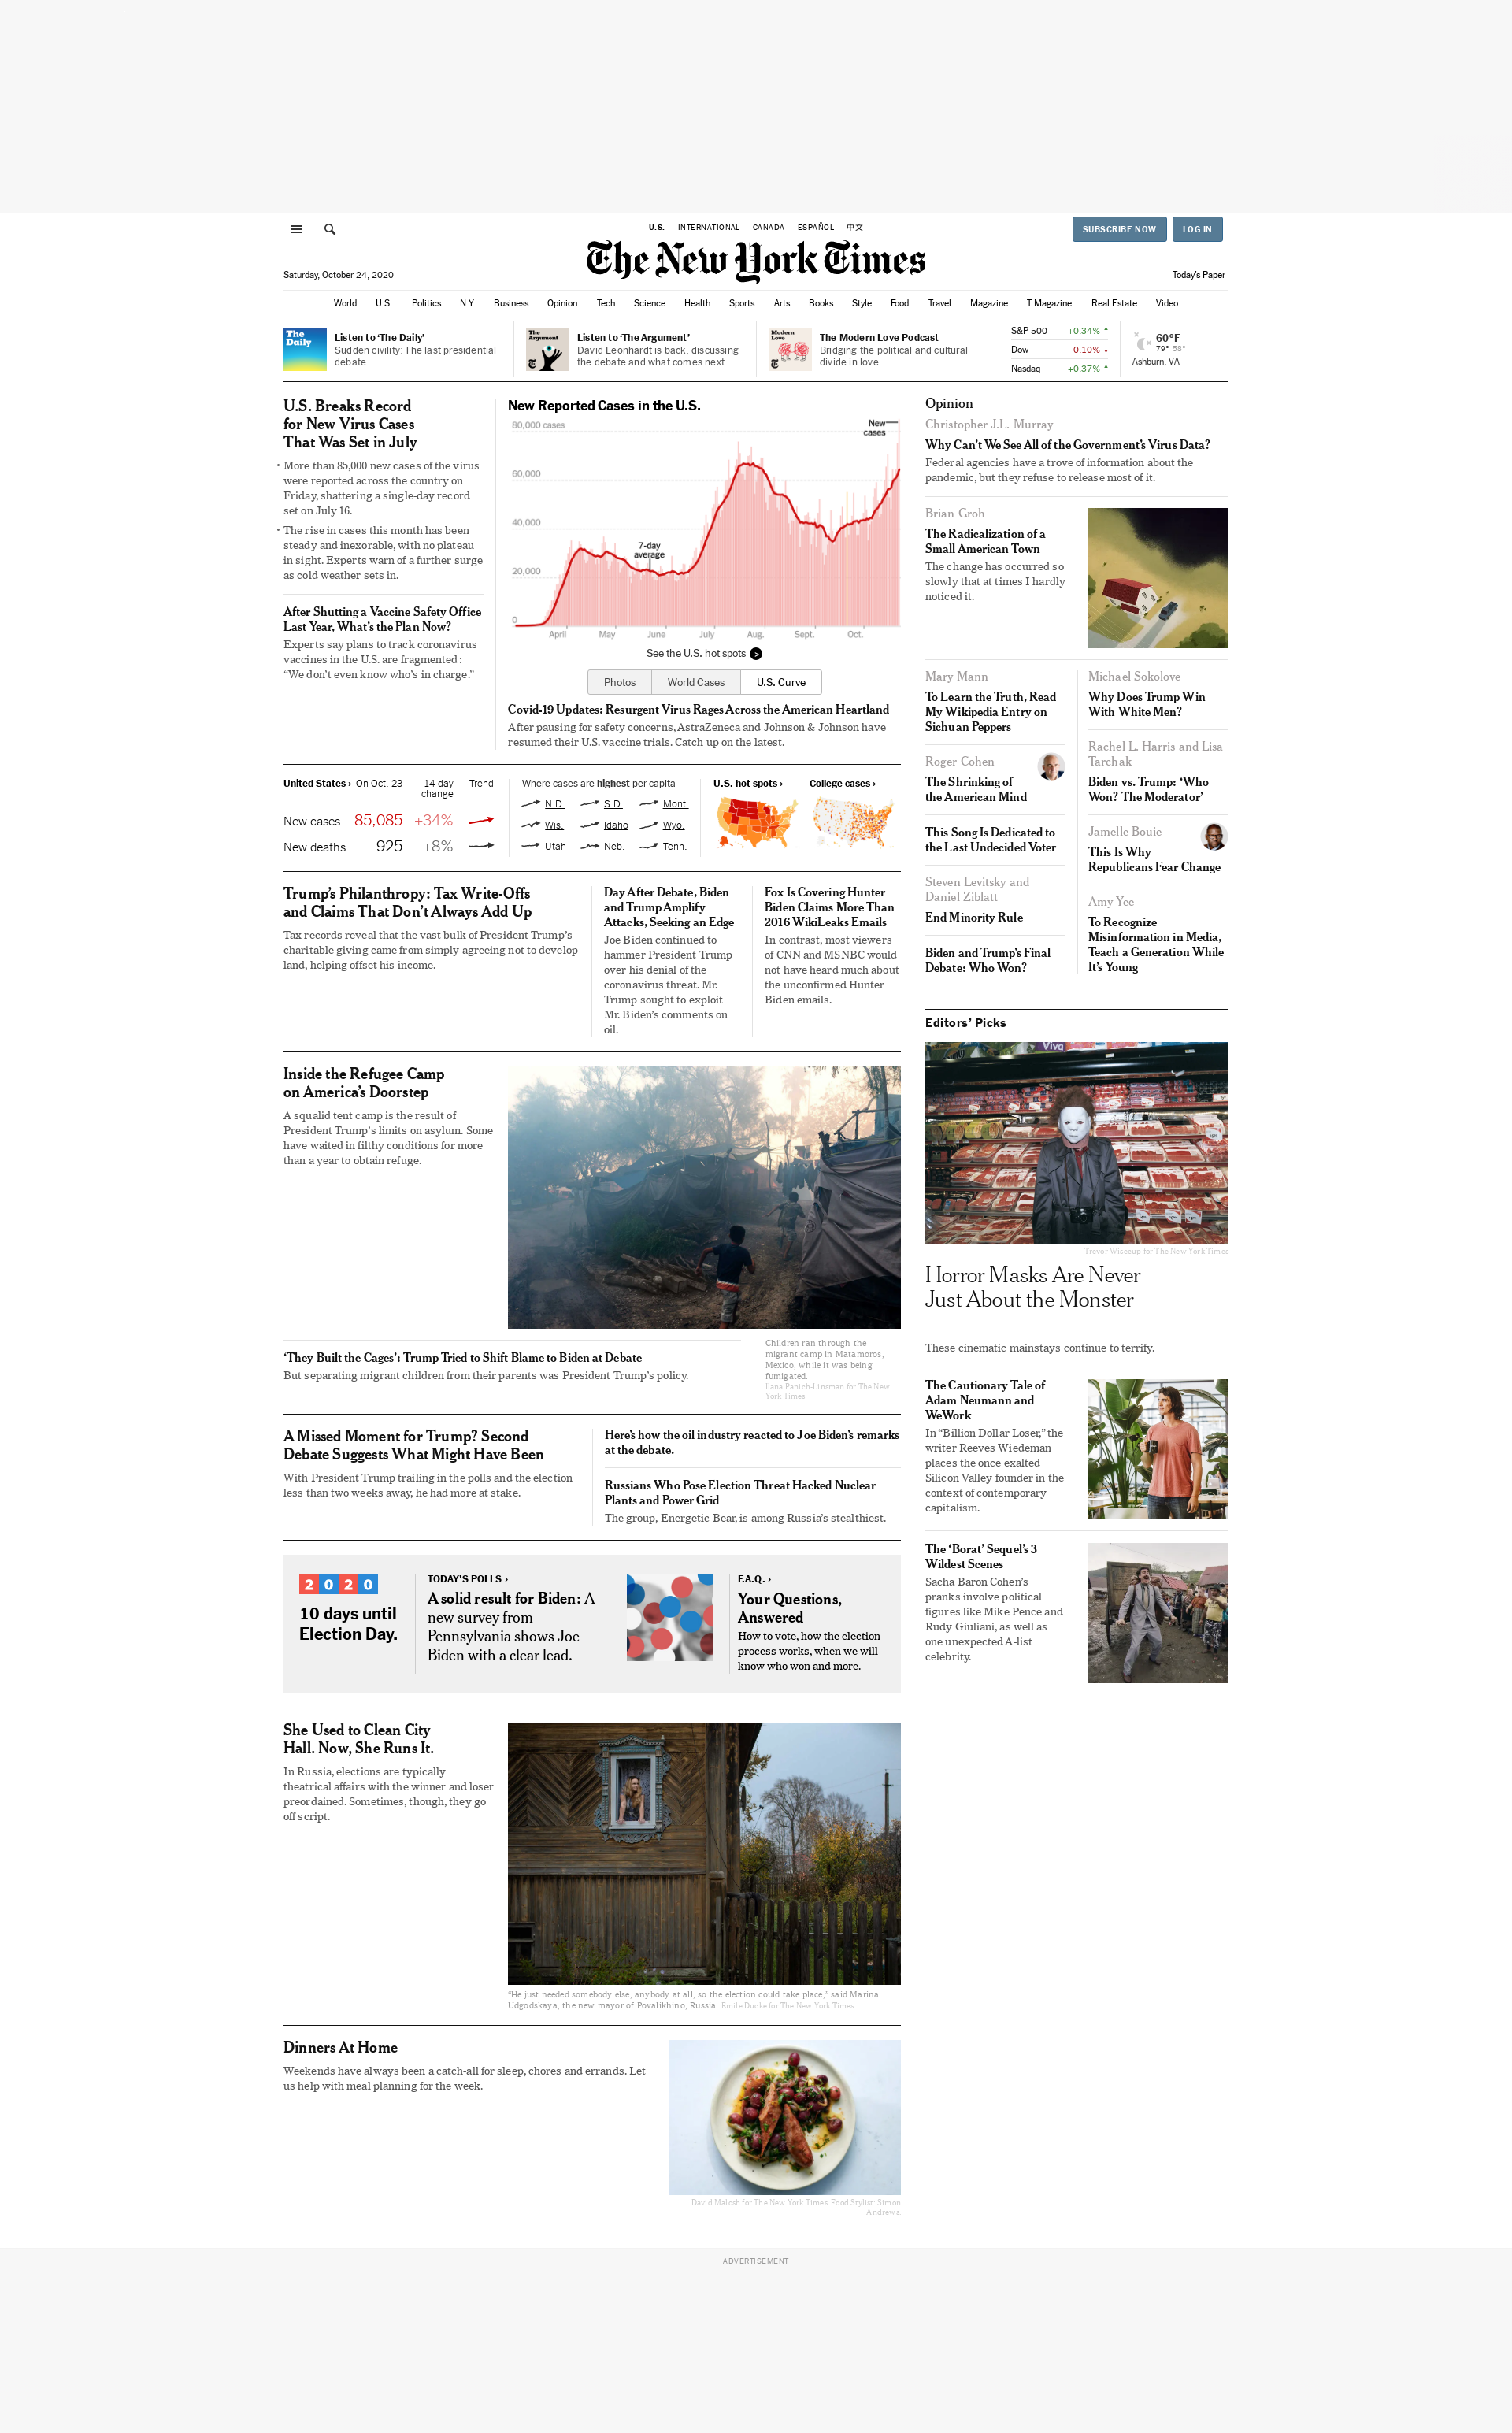 U.S. INTERNATIONAL CANADA ESPAÑOL 中文
SUBSCRIBE NOW
LOG IN
The New York Times
Saturday, October 24, 2020
Today's Paper
World U.S. Politics N.Y. Business Opinion Tech Science Health Sports Arts Books Style Food Travel Magazine T Magazine Real Estate Video
The
Daily
Listen to ‘The Daily’
Sudden civility: The last presidential
debate.
The
Argument
Listen to ‘The Argument’
David Leonhardt is back, discussing
the debate and what comes next.
Modern
Love
The Modern Love Podcast
Bridging the political and cultural
divide in love.
S&P 500 +0.34% ↑
Dow -0.10% ↓
Nasdaq +0.37% ↑
60°F
79° 58°
Ashburn, VA
U.S. Breaks Record
for New Virus Cases
That Was Set in July
• More than 85,000 new cases of the virus
were reported across the country on
Friday, shattering a single-day record
set on July 16.
• The rise in cases this month has been
steady and inexorable, with no plateau
in sight. Experts warn of a further surge
as cold weather sets in.
After Shutting a Vaccine Safety Office
Last Year, What’s the Plan Now?
Experts say plans to track coronavirus
vaccines in the U.S. are fragmented:
“We don’t even know who’s in charge.”
New Reported Cases in the U.S.
80,000 cases
New
cases
60,000
40,000
7-day
average
20,000
0
April May June July Aug. Sept. Oct.
See the U.S. hot spots >
Photos World Cases U.S. Curve
Covid-19 Updates: Resurgent Virus Rages Across the American Heartland
After pausing for safety concerns, AstraZeneca and Johnson & Johnson have
resumed their U.S. vaccine trials. Catch up on the latest.
United States › On Oct. 23 14-day Trend
change
New cases 85,085 +34%
New deaths 925 +8%
Where cases are highest per capita
N.D. S.D. Mont.
Wis. Idaho Wyo.
Utah Neb. Tenn.
U.S. hot spots ›
College cases ›
Trump’s Philanthropy: Tax Write-Offs
and Claims That Don’t Always Add Up
Tax records reveal that the vast bulk of President Trump’s
charitable giving came from simply agreeing not to develop
land, helping offset his income.
Day After Debate, Biden
and Trump Amplify
Attacks, Seeking an Edge
Joe Biden continued to
hammer President Trump
over his denial of the
coronavirus threat. Mr.
Trump sought to exploit
Mr. Biden’s comments on
oil.
Fox Is Covering Hunter
Biden Claims More Than
2016 WikiLeaks Emails
In contrast, most viewers
of CNN and MSNBC would
not have heard much about
the unconfirmed Hunter
Biden emails.
Inside the Refugee Camp
on America’s Doorstep
A squalid tent camp is the result of
President Trump’s limits on asylum. Some
have waited in filthy conditions for more
than a year to obtain refuge.
Children ran through the
migrant camp in Matamoros,
Mexico, while it was being
fumigated.
Ilana Panich-Linsman for The New
York Times
‘They Built the Cages’: Trump Tried to Shift Blame to Biden at Debate
But separating migrant children from their parents was President Trump’s policy.
A Missed Moment for Trump? Second
Debate Suggests What Might Have Been
With President Trump trailing in the polls and the election
less than two weeks away, he had more at stake.
Here’s how the oil industry reacted to Joe Biden’s remarks
at the debate.
Russians Who Pose Election Threat Hacked Nuclear
Plants and Power Grid
The group, Energetic Bear, is among Russia’s stealthiest.
2020
10 days until
Election Day.
TODAY’S POLLS ›
A solid result for Biden: A
new survey from
Pennsylvania shows Joe
Biden with a clear lead.
F.A.Q. ›
Your Questions,
Answered
How to vote, how the election
process works, when we will
know who won and more.
She Used to Clean City
Hall. Now, She Runs It.
In Russia, elections are typically
theatrical affairs with the winner and loser
preordained. Sometimes, though, they go
off script.
“He just needed somebody else, anybody at all, so the election could take place,” said Marina
Udgodskaya, the new mayor of Povalikhino, Russia. Emile Ducke for The New York Times
Dinners At Home
Weekends have always been a catch-all for sleep, chores and errands. Let
us help with meal planning for the week.
David Malosh for The New York Times. Food Stylist: Simon
Andrews.
Opinion
Christopher J.L. Murray
Why Can’t We See All of the Government’s Virus Data?
Federal agencies have a trove of information about the
pandemic, but they refuse to release most of it.
Brian Groh
The Radicalization of a
Small American Town
The change has occurred so
slowly that at times I hardly
noticed it.
Mary Mann
To Learn the Truth, Read
My Wikipedia Entry on
Sichuan Peppers
Roger Cohen
The Shrinking of
the American Mind
This Song Is Dedicated to
the Last Undecided Voter
Steven Levitsky and
Daniel Ziblatt
End Minority Rule
Biden and Trump’s Final
Debate: Who Won?
Michael Sokolove
Why Does Trump Win
With White Men?
Rachel L. Harris and Lisa
Tarchak
Biden vs. Trump: ‘Who
Won? The Moderator’
Jamelle Bouie
This Is Why
Republicans Fear Change
Amy Yee
To Recognize
Misinformation in Media,
Teach a Generation While
It’s Young
Editors’ Picks
Viva
Trevor Wisecup for The New York Times
Horror Masks Are Never
Just About the Monster
These cinematic mainstays continue to terrify.
The Cautionary Tale of
Adam Neumann and
WeWork
In “Billion Dollar Loser,” the
writer Reeves Wiedeman
places the once exalted
Silicon Valley founder in the
context of contemporary
capitalism.
The ‘Borat’ Sequel’s 3
Wildest Scenes
Sacha Baron Cohen’s
pranks involve political
figures like Mike Pence and
Rudy Giuliani, as well as
one unexpected A-list
celebrity.
ADVERTISEMENT